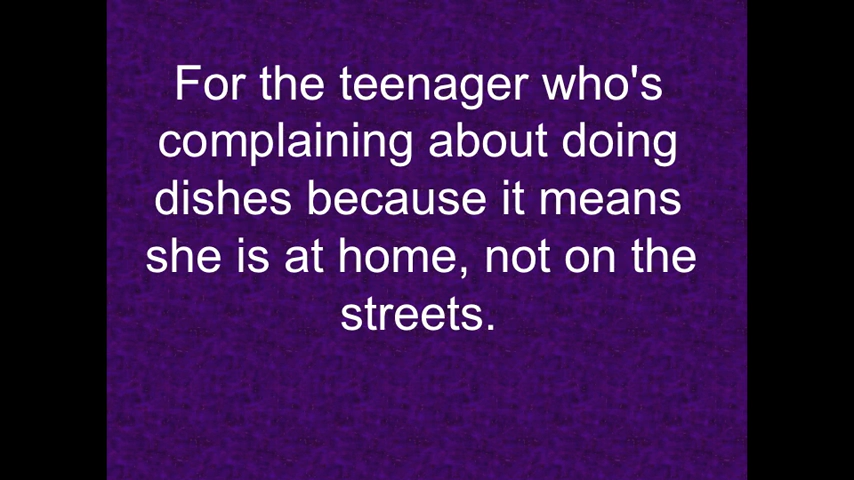 For the teenager who's
complaining about doing
dishes because it means
she is at home, not on the
streets.